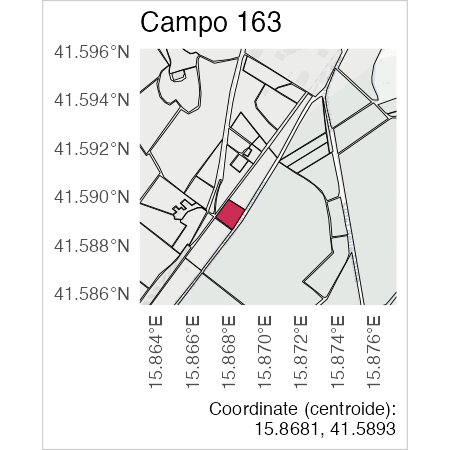 Campo 163
41.596°N
41.594°N
41.592°N
41.590°N
41.588°N
41.586°N
15.864°E
15.866°E
15.868°E
15.870°E
15.872°E
15.874°E
15.876°E
Coordinate (centroide):
15.8681, 41.5893